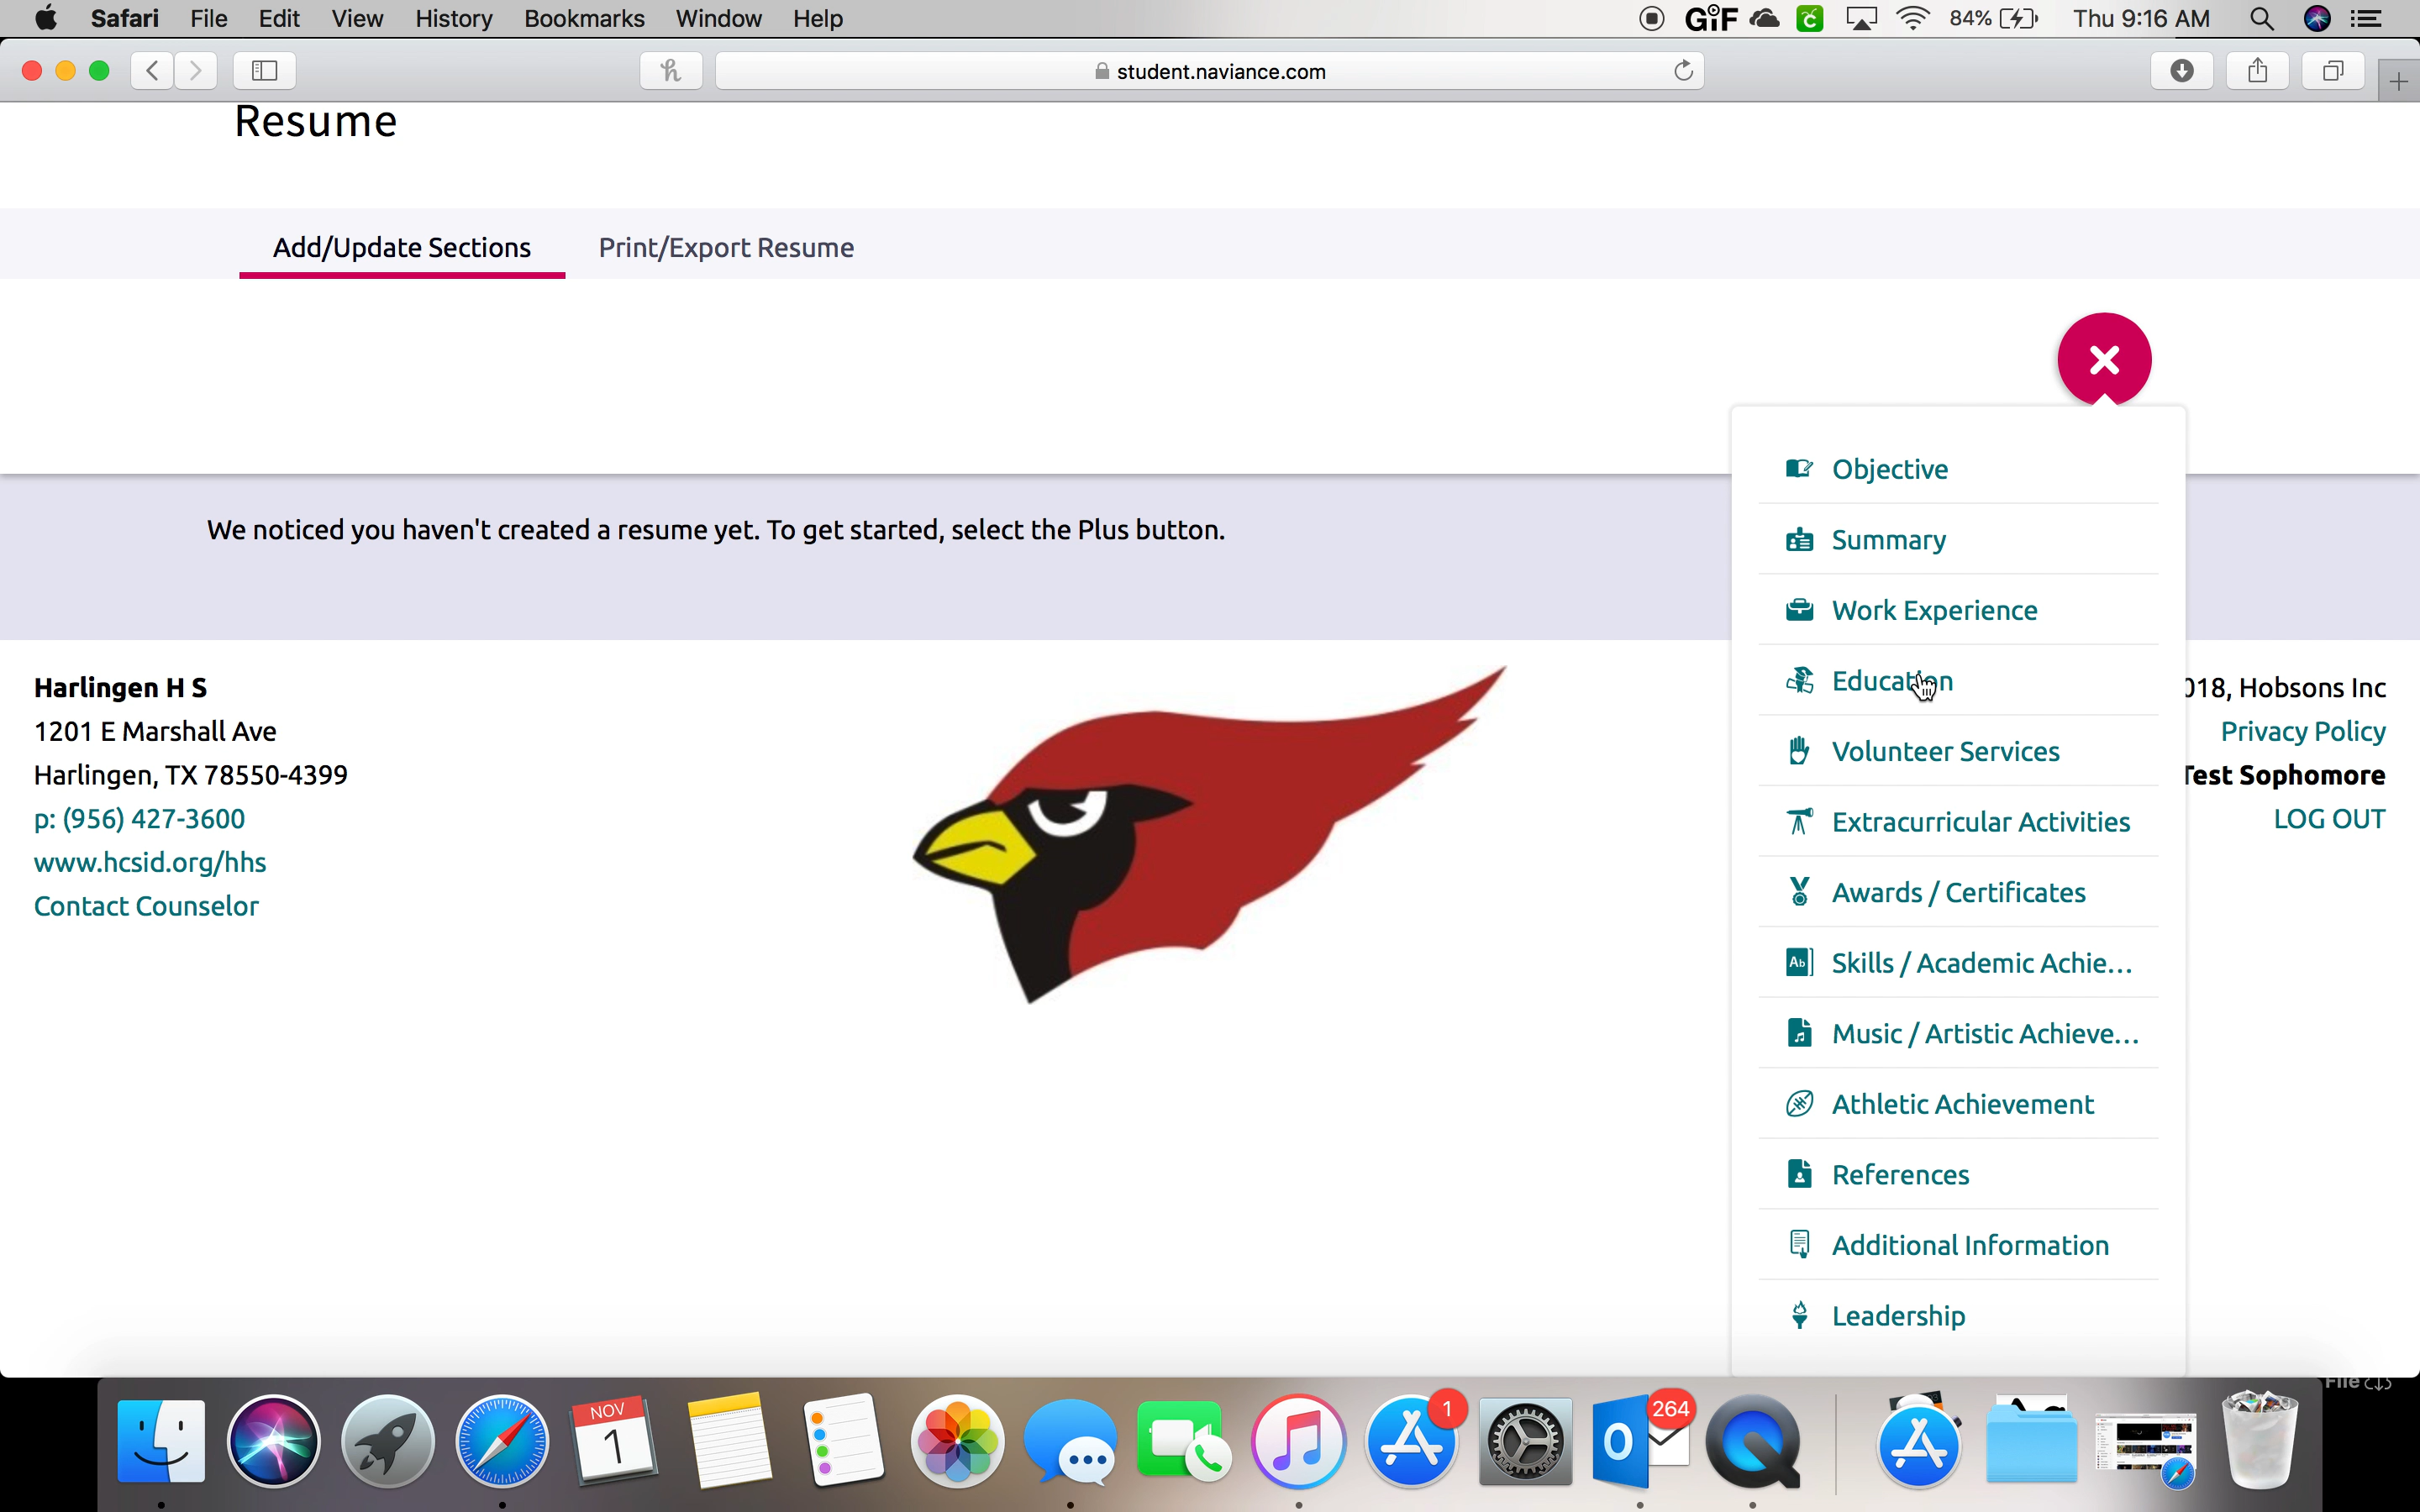 Safari File Edit View History Bookmarks Window Help GIF 84% Thu 9:16 AM
student.naviance.com
Resume
Add/Update Sections Print/Export Resume
We noticed you haven't created a resume yet. To get started, select the Plus button.
Objective
Summary
Work Experience
Education
Volunteer Services
Extracurricular Activities
Awards / Certificates
Skills / Academic Achie...
Music / Artistic Achieve...
Athletic Achievement
References
Additional Information
Leadership
Harlingen H S
1201 E Marshall Ave
Harlingen, TX 78550-4399
p: (956) 427-3600
www.hcsid.org/hhs
Contact Counselor
018, Hobsons Inc
Privacy Policy
Test Sophomore
LOG OUT
File
NOV
1
1
264